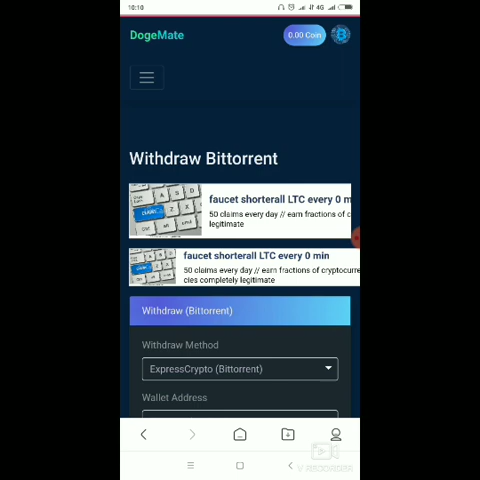 10:10
4G
DogeMate
0.00 Coin
Withdraw Bittorrent
faucet shorterall LTC every 0 m
50 claims every day // earn fractions of c
legitimate
faucet shorterall LTC every 0 min
50 claims every day // earn fractions of cryptocurre
cies completely legitimate
Withdraw (Bittorrent)
Withdraw Method
ExpressCrypto (Bittorrent)
Wallet Address
V RECORDER